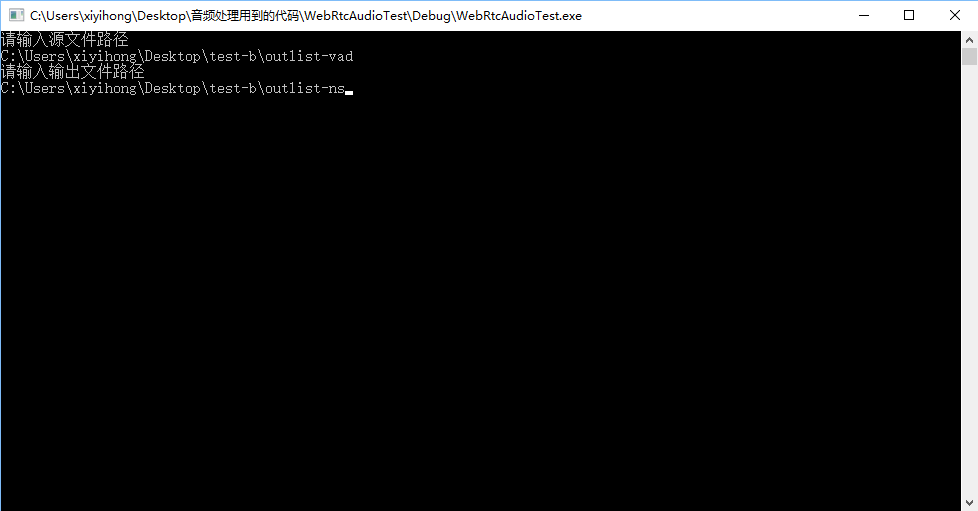 C:\Users\xiyihong\Desktop\音频处理用到的代码\WebRtcAudioTest\Debug\WebRtcAudioTest.exe
请输入源文件路径
C:\Users\xiyihong\Desktop\test-b\outlist-vad
请输入输出文件路径
C:\Users\xiyihong\Desktop\test-b\outlist-ns